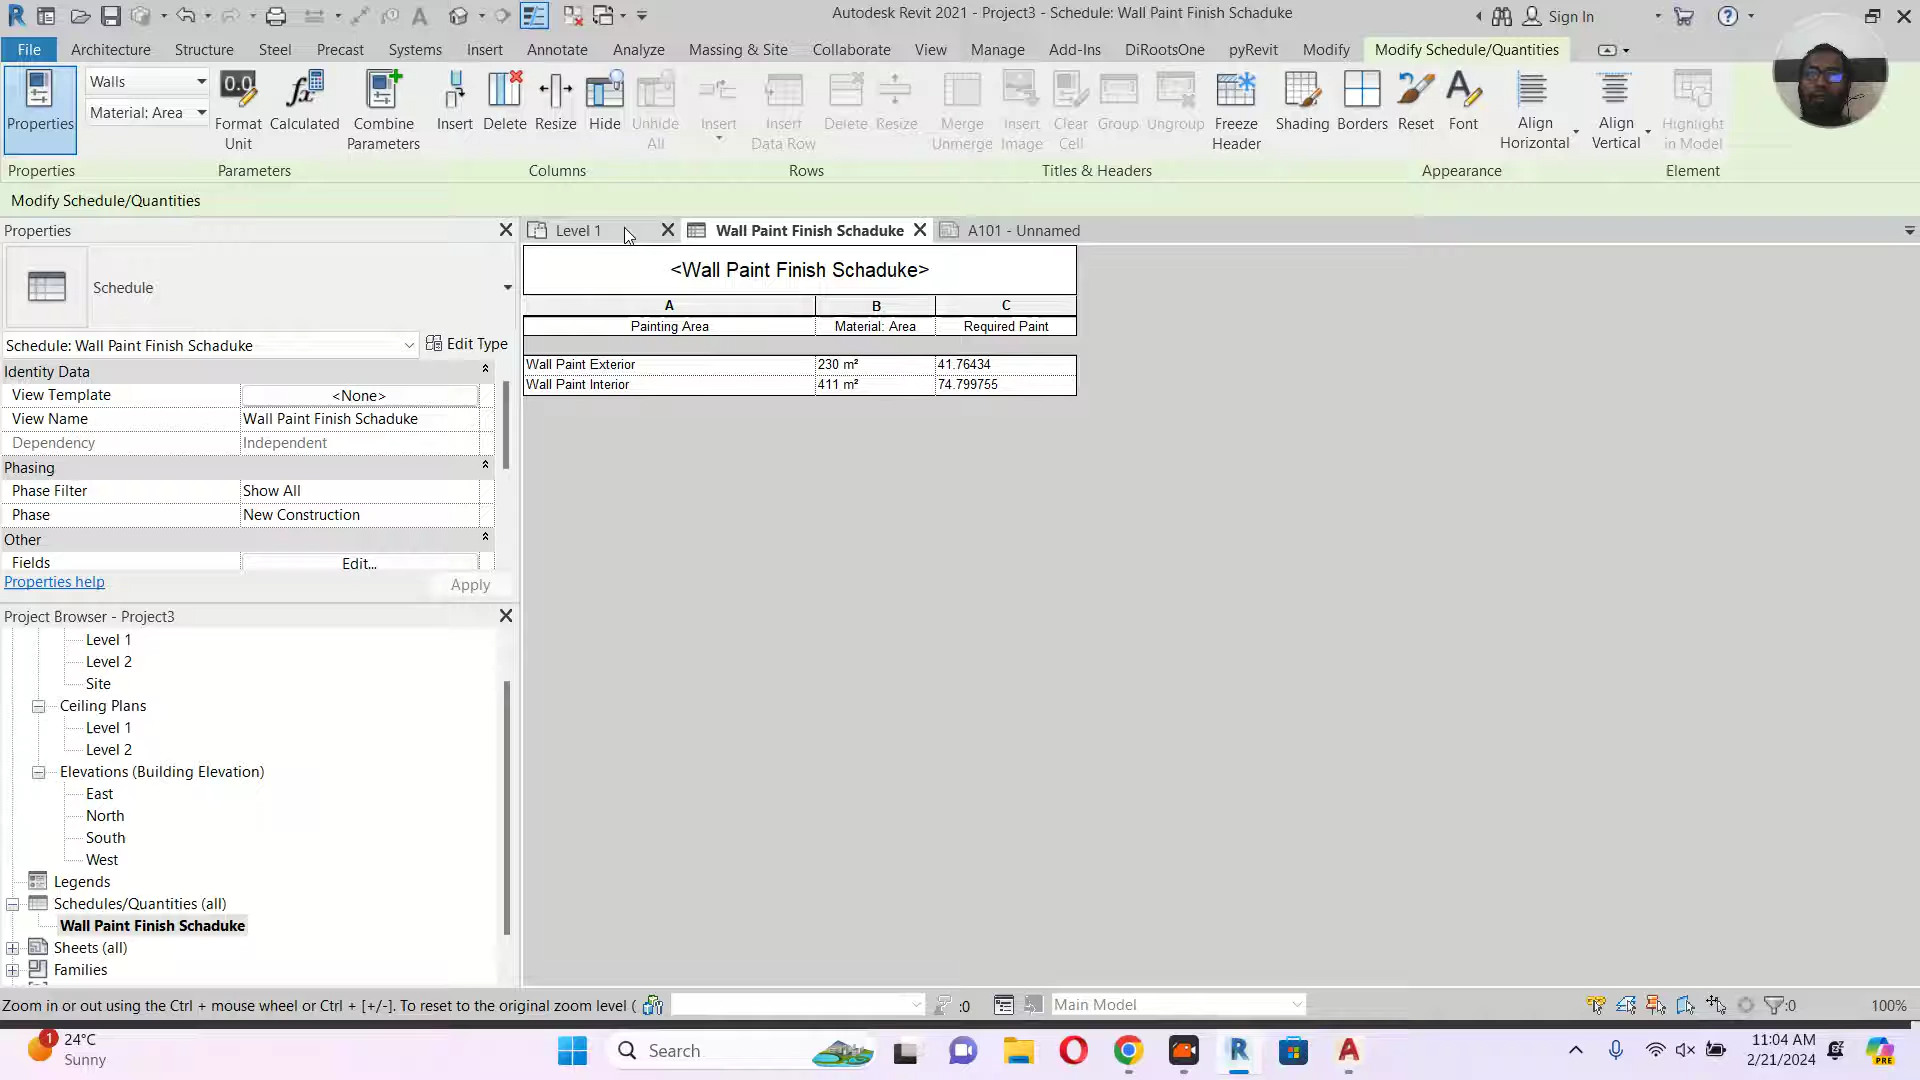 Autodesk Revit 2021 - Project3 - Schedule: Wall Paint Finish Schaduke
Sign In
File Architecture Structure Steel Precast Systems Insert Annotate Analyze Massing & Site Collaborate View Manage Add-Ins DiRootsOne pyRevit Modify Modify Schedule/Quantities
Walls
Material: Area
Properties
Format Unit
Calculated
Combine Parameters
Insert
Delete
Resize
Hide
Unhide All
Insert
Insert Data Row
Delete
Resize
Merge Unmerge
Insert Image
Clear Cell
Group
Ungroup
Freeze Header
Shading
Borders
Reset
Font
Align Horizontal
Align Vertical
Highlight in Model
Properties Parameters Columns Rows Titles & Headers Appearance Element
Modify Schedule/Quantities
Properties
Level 1
Wall Paint Finish Schaduke
A101 - Unnamed
Schedule
Schedule: Wall Paint Finish Schaduke
Edit Type
Identity Data
View Template <None>
View Name Wall Paint Finish Schaduke
Dependency Independent
Phasing
Phase Filter Show All
Phase New Construction
Other
Fields Edit...
Properties help
Apply
<Wall Paint Finish Schaduke>
A B C
Painting Area Material: Area Required Paint
Wall Paint Exterior 230 m² 41.76434
Wall Paint Interior 411 m² 74.799755
Project Browser - Project3
Level 1
Level 2
Site
Ceiling Plans
Level 1
Level 2
Elevations (Building Elevation)
East
North
South
West
Legends
Schedules/Quantities (all)
Wall Paint Finish Schaduke
Sheets (all)
Families
Zoom in or out using the Ctrl + mouse wheel or Ctrl + [+/-]. To reset to the original zoom level (
:0
Main Model
:0
100%
1
24°C
Sunny
Search
11:04 AM
2/21/2024
PRE